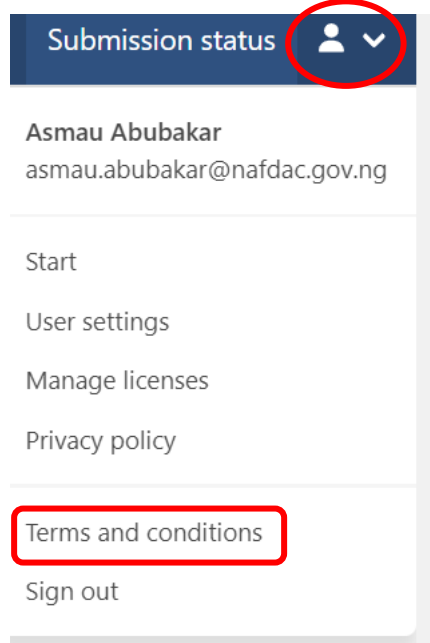 Submission status
Asmau Abubakar
asmau.abubakar@nafdac.gov.ng
Start
User settings
Manage licenses
Privacy policy
Terms and conditions
Sign out